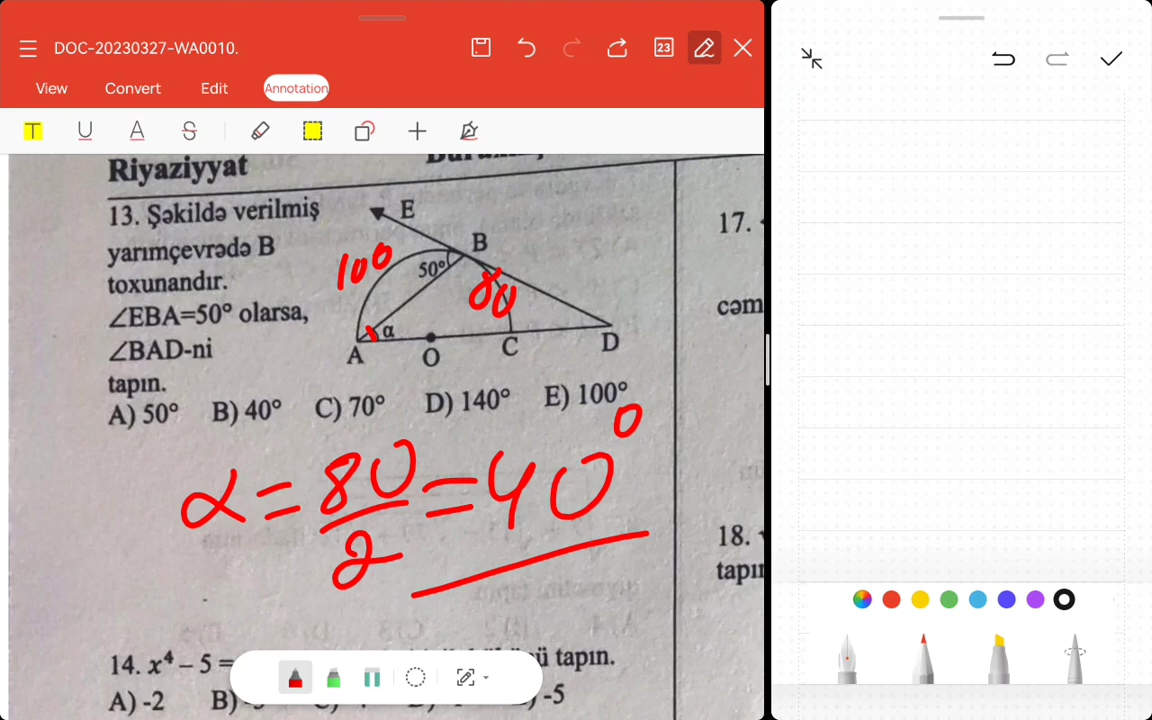 DOC-20230327-WA0010.
23
View Convert Edit Annotation
T U A S
Riyaziyyat
13. Şəkildə verilmiş
yarımçevrədə B
toxunandır.
∠EBA=50° olarsa,
∠BAD-ni
tapın.
E
B
100
50°
80
α
A O C D
A) 50° B) 40° C) 70° D) 140° E) 100°
α = 80/2 = 40°
14. x⁴ – 5 = tapın.
A) -2 B) -5
17.
cəm
18.
tapın